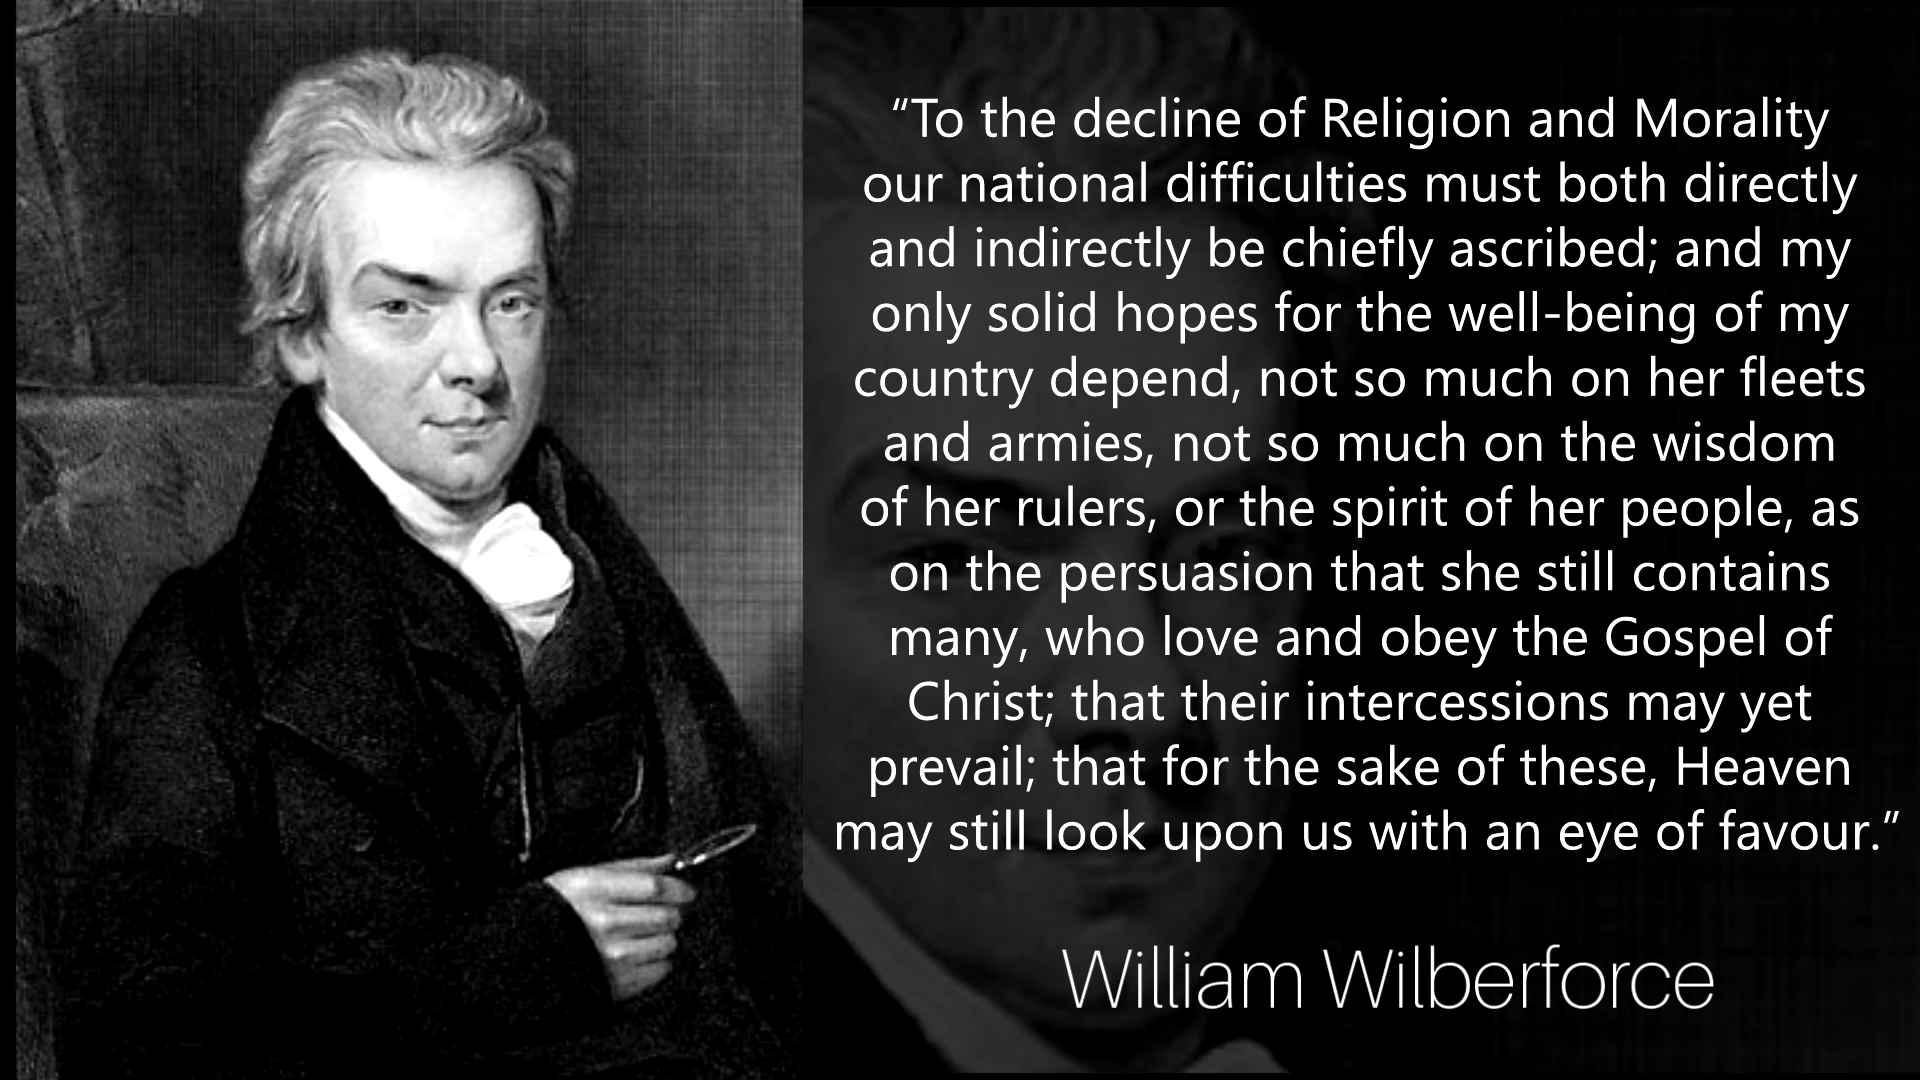 “To the decline of Religion and Morality
our national difficulties must both directly
and indirectly be chiefly ascribed; and my
only solid hopes for the well-being of my
country depend, not so much on her fleets
and armies, not so much on the wisdom
of her rulers, or the spirit of her people, as
on the persuasion that she still contains
many, who love and obey the Gospel of
Christ; that their intercessions may yet
prevail; that for the sake of these, Heaven
may still look upon us with an eye of favour.”
William Wilberforce